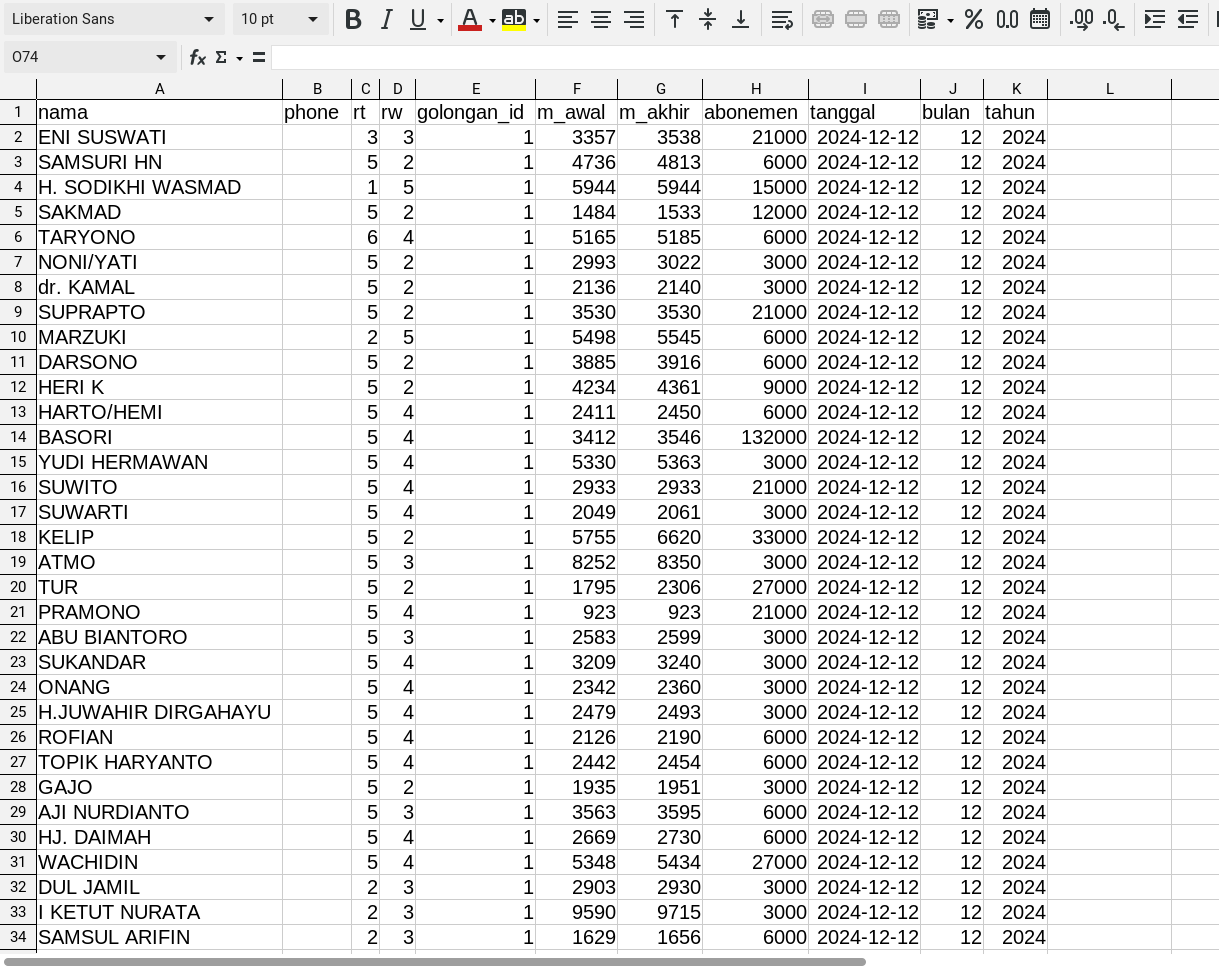 Liberation Sans 10 pt B I U A ab % 0.0 .00 .0
O74 fx Σ =
A B C D E F G H I J K L
1 nama phone rt rw golongan_id m_awal m_akhir abonemen tanggal bulan tahun
2 ENI SUSWATI 3 3 1 3357 3538 21000 2024-12-12 12 2024
3 SAMSURI HN 5 2 1 4736 4813 6000 2024-12-12 12 2024
4 H. SODIKHI WASMAD 1 5 1 5944 5944 15000 2024-12-12 12 2024
5 SAKMAD 5 2 1 1484 1533 12000 2024-12-12 12 2024
6 TARYONO 6 4 1 5165 5185 6000 2024-12-12 12 2024
7 NONI/YATI 5 2 1 2993 3022 3000 2024-12-12 12 2024
8 dr. KAMAL 5 2 1 2136 2140 3000 2024-12-12 12 2024
9 SUPRAPTO 5 2 1 3530 3530 21000 2024-12-12 12 2024
10 MARZUKI 2 5 1 5498 5545 6000 2024-12-12 12 2024
11 DARSONO 5 2 1 3885 3916 6000 2024-12-12 12 2024
12 HERI K 5 2 1 4234 4361 9000 2024-12-12 12 2024
13 HARTO/HEMI 5 4 1 2411 2450 6000 2024-12-12 12 2024
14 BASORI 5 4 1 3412 3546 132000 2024-12-12 12 2024
15 YUDI HERMAWAN 5 4 1 5330 5363 3000 2024-12-12 12 2024
16 SUWITO 5 4 1 2933 2933 21000 2024-12-12 12 2024
17 SUWARTI 5 4 1 2049 2061 3000 2024-12-12 12 2024
18 KELIP 5 2 1 5755 6620 33000 2024-12-12 12 2024
19 ATMO 5 3 1 8252 8350 3000 2024-12-12 12 2024
20 TUR 5 2 1 1795 2306 27000 2024-12-12 12 2024
21 PRAMONO 5 4 1 923 923 21000 2024-12-12 12 2024
22 ABU BIANTORO 5 3 1 2583 2599 3000 2024-12-12 12 2024
23 SUKANDAR 5 4 1 3209 3240 3000 2024-12-12 12 2024
24 ONANG 5 4 1 2342 2360 3000 2024-12-12 12 2024
25 H.JUWAHIR DIRGAHAYU 5 4 1 2479 2493 3000 2024-12-12 12 2024
26 ROFIAN 5 4 1 2126 2190 6000 2024-12-12 12 2024
27 TOPIK HARYANTO 5 4 1 2442 2454 6000 2024-12-12 12 2024
28 GAJO 5 2 1 1935 1951 3000 2024-12-12 12 2024
29 AJI NURDIANTO 5 3 1 3563 3595 6000 2024-12-12 12 2024
30 HJ. DAIMAH 5 4 1 2669 2730 6000 2024-12-12 12 2024
31 WACHIDIN 5 4 1 5348 5434 27000 2024-12-12 12 2024
32 DUL JAMIL 2 3 1 2903 2930 3000 2024-12-12 12 2024
33 I KETUT NURATA 2 3 1 9590 9715 3000 2024-12-12 12 2024
34 SAMSUL ARIFIN 2 3 1 1629 1656 6000 2024-12-12 12 2024